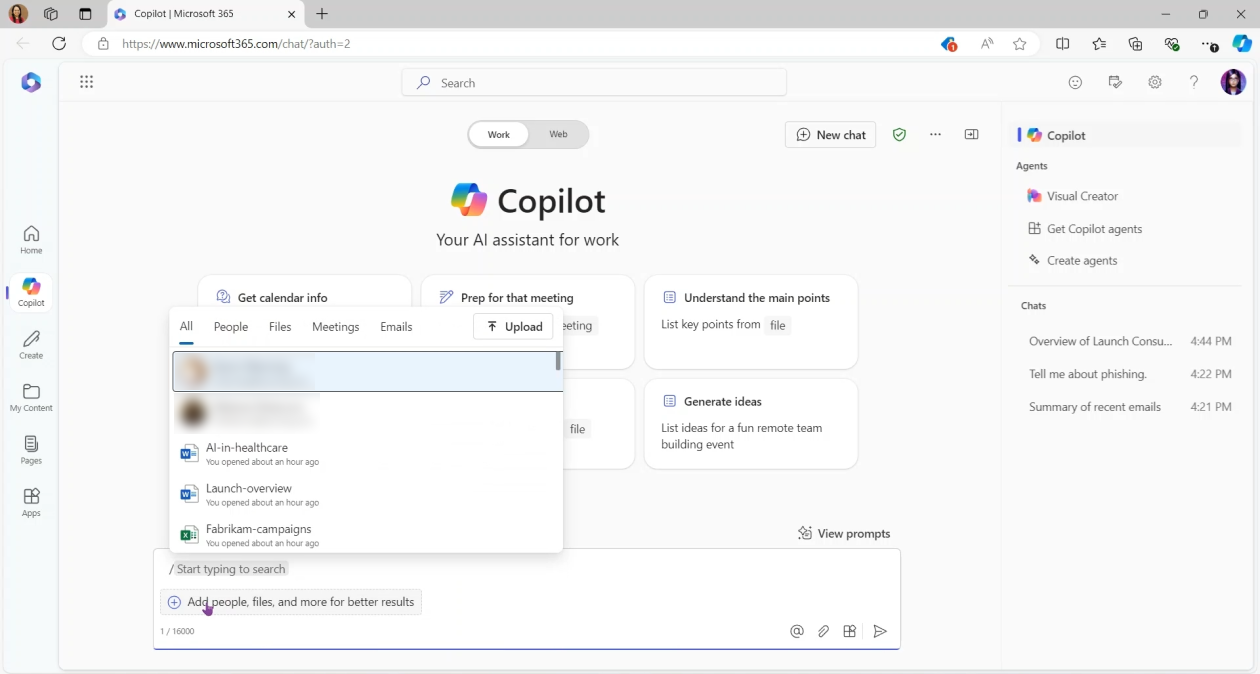 Copilot | Microsoft 365
https://www.microsoft365.com/chat/?auth=2
1
Search
Work
Web
New chat
Copilot
Your AI assistant for work
Get calendar info
Prep for that meeting
eeting
Understand the main points
List key points from file
file
Generate ideas
List ideas for a fun remote team
building event
All
People
Files
Meetings
Emails
Upload
AI-in-healthcare
You opened about an hour ago
Launch-overview
You opened about an hour ago
Fabrikam-campaigns
You opened about an hour ago
View prompts
/ Start typing to search
Add people, files, and more for better results
1 / 16000
Home
Copilot
Create
My Content
Pages
Apps
Copilot
Agents
Visual Creator
Get Copilot agents
Create agents
Chats
Overview of Launch Consu... 4:44 PM
Tell me about phishing. 4:22 PM
Summary of recent emails 4:21 PM